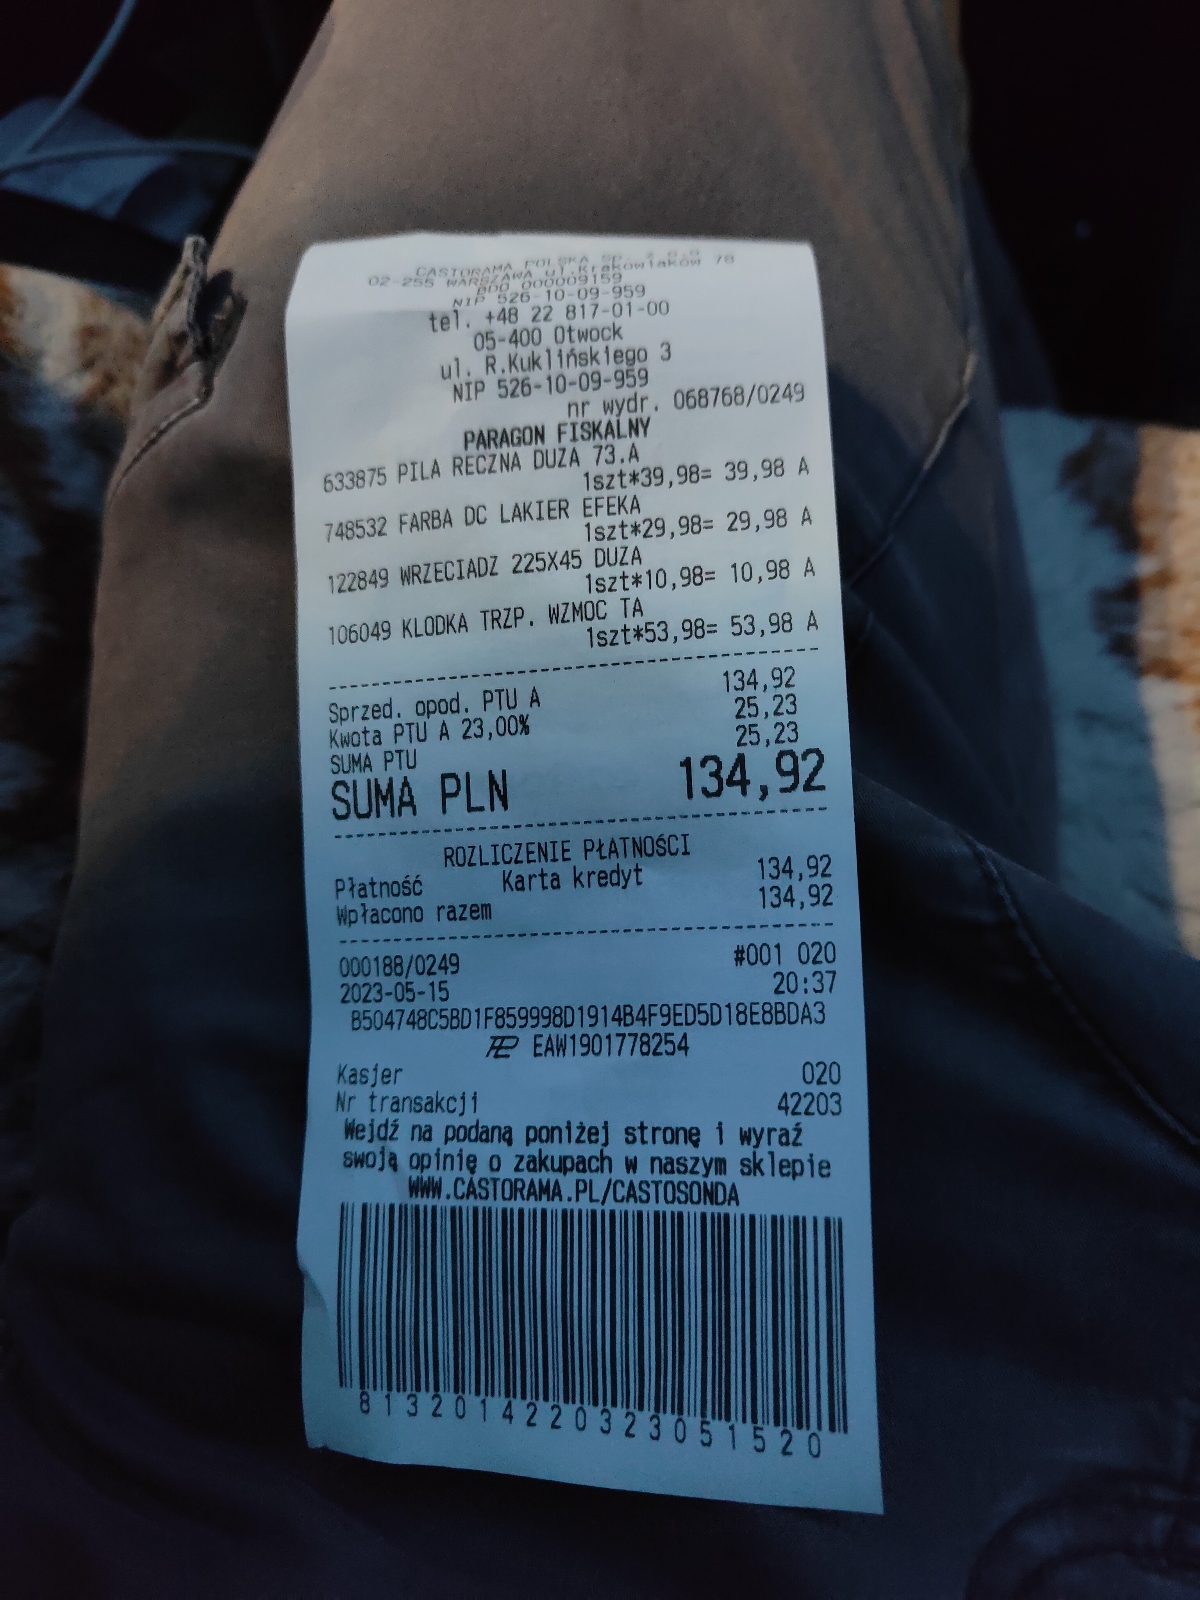 CASTORAMA POLSKA Sp. z o.o
02-255 WARSZAWA ul.Krakowiaków 78
BDO 000009159
NIP 526-10-09-959
tel. +48 22 817-01-00
05-400 Otwock
ul. R.Kuklińskiego 3
NIP 526-10-09-959
nr wydr. 068768/0249
PARAGON FISKALNY
633875 PILA RECZNA DUZA 73.A
1szt*39,98= 39,98 A
748532 FARBA DC LAKIER EFEKA
1szt*29,98= 29,98 A
122849 WRZECIADZ 225X45 DUZA
1szt*10,98= 10,98 A
106049 KLODKA TRZP. WZMOC TA
1szt*53,98= 53,98 A
Sprzed. opod. PTU A 134,92
Kwota PTU A 23,00% 25,23
SUMA PTU 25,23
SUMA PLN 134,92
ROZLICZENIE PŁATNOŚCI
Płatność Karta kredyt 134,92
Wpłacono razem 134,92
000188/0249 #001 020
2023-05-15 20:37
B504748C5BD1F859998D1914B4F9ED5D18E8BDA3
EAW1901778254
Kasjer 020
Nr transakcji 42203
Wejdź na podaną poniżej stronę i wyraź
swoją opinię o zakupach w naszym sklepie
WWW.CASTORAMA.PL/CASTOSONDA
813201422032305​1520